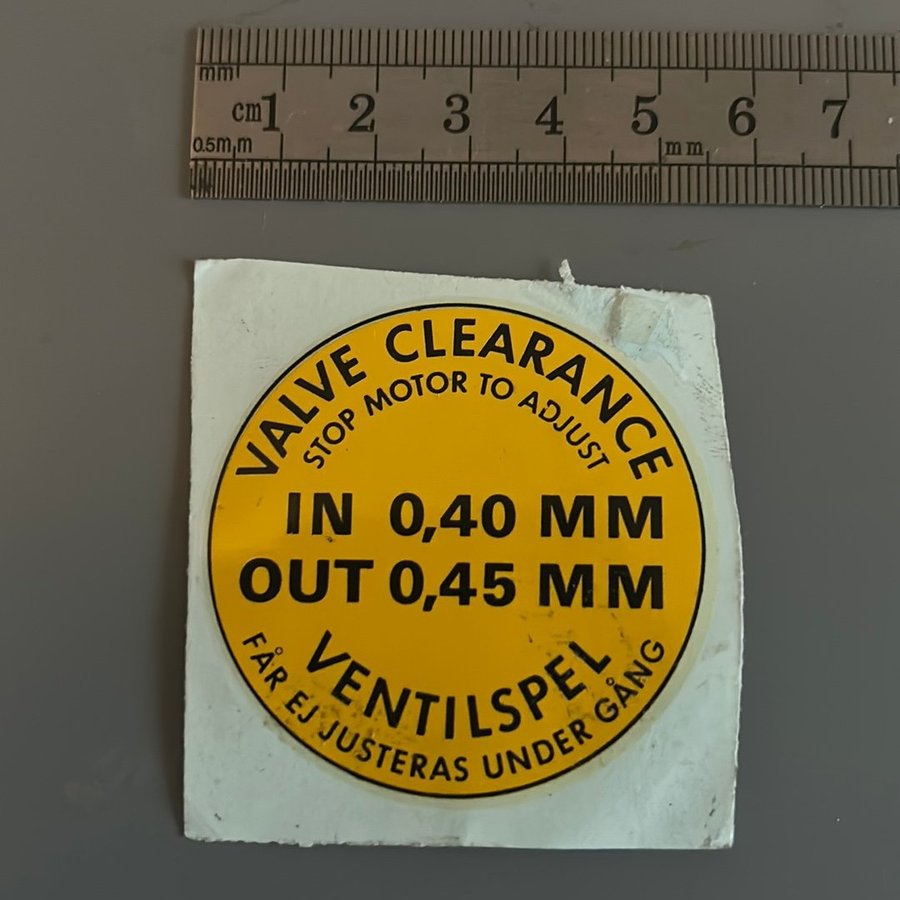 mm
cm 1 2 3 4 5 6 7
0.5mm mm
VALVE CLEARANCE
STOP MOTOR TO ADJUST
IN 0,40 MM
OUT 0,45 MM
VENTILSPEL
FÅR EJ JUSTERAS UNDER GÅNG